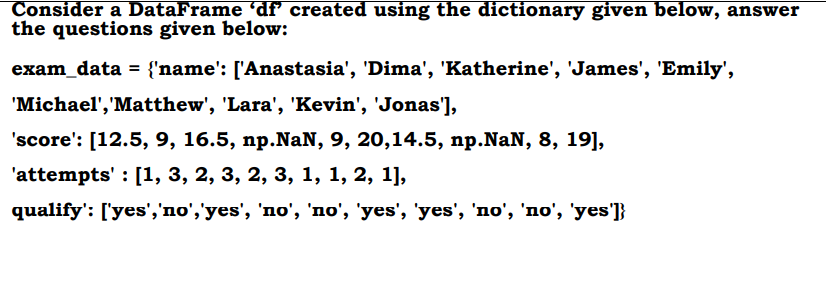 Consider a DataFrame ‘df’ created using the dictionary given below, answer
the questions given below:
exam_data = {'name': ['Anastasia', 'Dima', 'Katherine', 'James', 'Emily',
'Michael','Matthew', 'Lara', 'Kevin', 'Jonas'],
'score': [12.5, 9, 16.5, np.NaN, 9, 20,14.5, np.NaN, 8, 19],
'attempts' : [1, 3, 2, 3, 2, 3, 1, 1, 2, 1],
qualify': ['yes','no','yes', 'no', 'no', 'yes', 'yes', 'no', 'no', 'yes']}